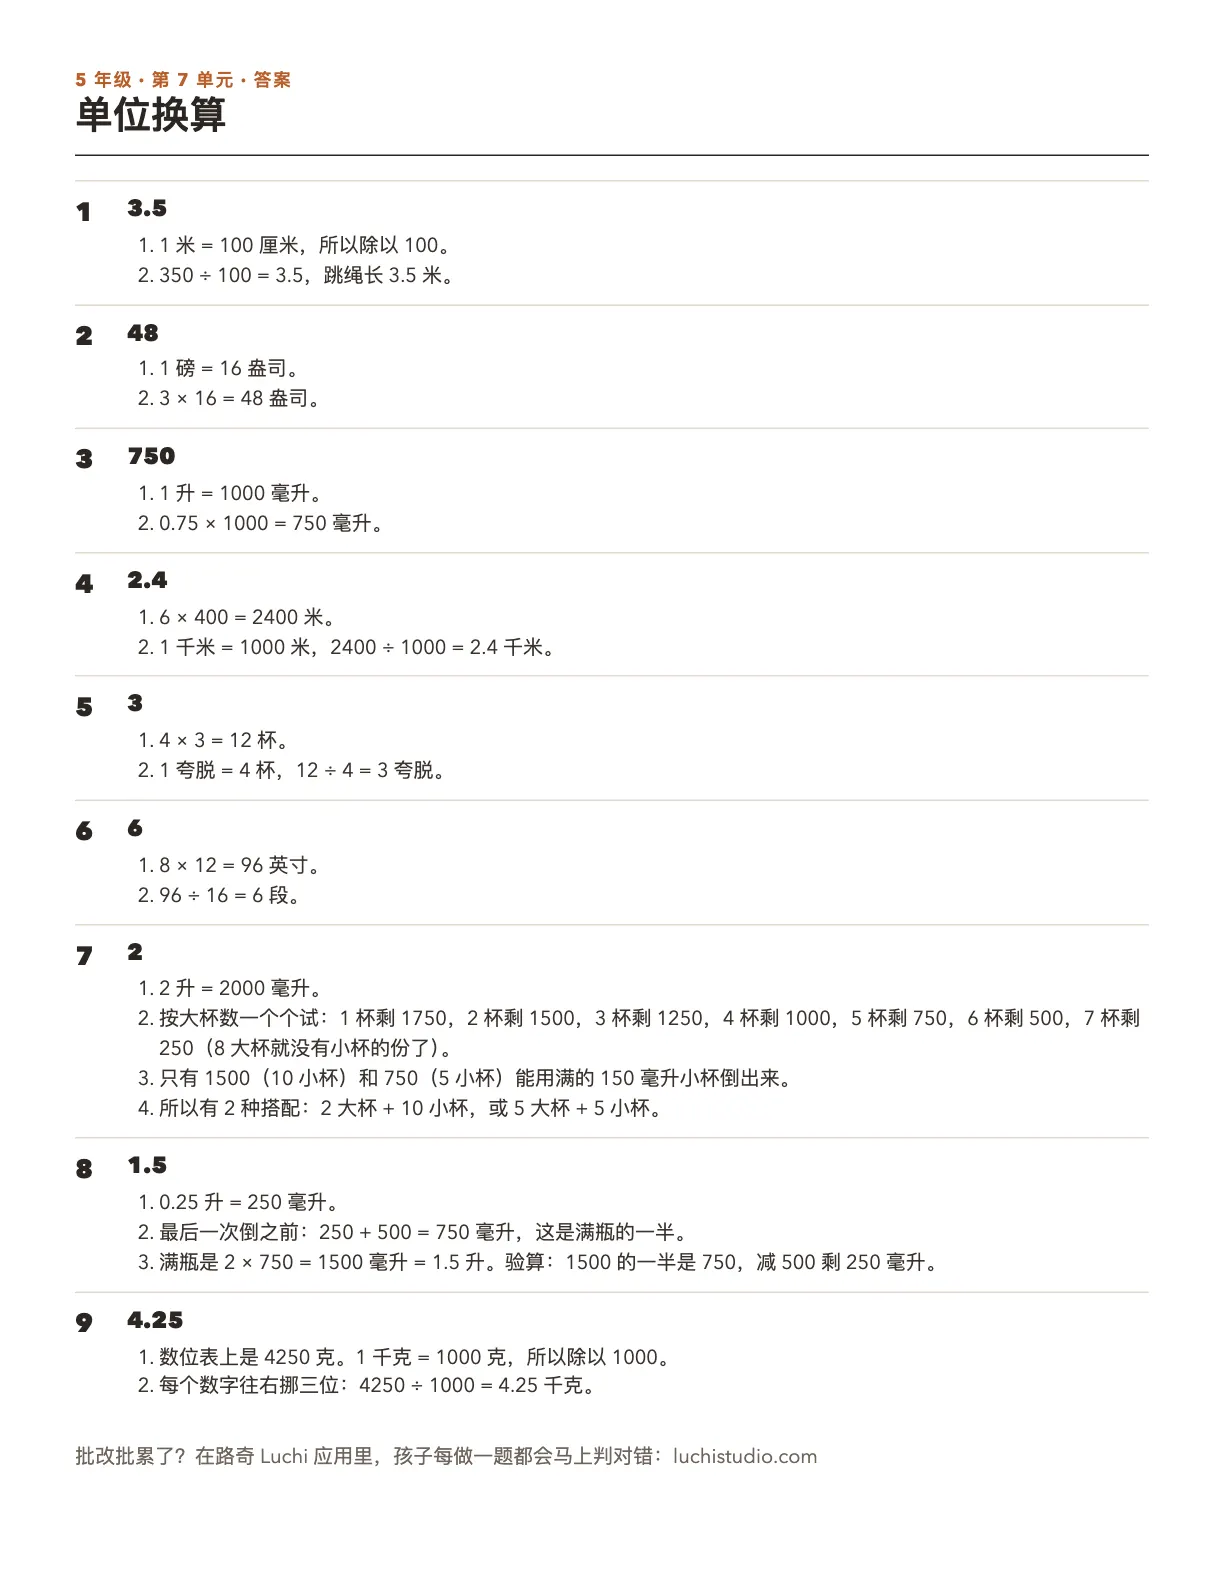 5 年级 · 第 7 单元 · 答案
单位换算
1 3.5
1. 1 米 = 100 厘米，所以除以 100。
2. 350 ÷ 100 = 3.5，跳绳长 3.5 米。
2 48
1. 1 磅 = 16 盎司。
2. 3 × 16 = 48 盎司。
3 750
1. 1 升 = 1000 毫升。
2. 0.75 × 1000 = 750 毫升。
4 2.4
1. 6 × 400 = 2400 米。
2. 1 千米 = 1000 米，2400 ÷ 1000 = 2.4 千米。
5 3
1. 4 × 3 = 12 杯。
2. 1 夸脱 = 4 杯，12 ÷ 4 = 3 夸脱。
6 6
1. 8 × 12 = 96 英寸。
2. 96 ÷ 16 = 6 段。
7 2
1. 2 升 = 2000 毫升。
2. 按大杯数一个个试：1 杯剩 1750，2 杯剩 1500，3 杯剩 1250，4 杯剩 1000，5 杯剩 750，6 杯剩 500，7 杯剩
250（8 大杯就没有小杯的份了）。
3. 只有 1500（10 小杯）和 750（5 小杯）能用满的 150 毫升小杯倒出来。
4. 所以有 2 种搭配：2 大杯 + 10 小杯，或 5 大杯 + 5 小杯。
8 1.5
1. 0.25 升 = 250 毫升。
2. 最后一次倒之前：250 + 500 = 750 毫升，这是满瓶的一半。
3. 满瓶是 2 × 750 = 1500 毫升 = 1.5 升。验算：1500 的一半是 750，减 500 剩 250 毫升。
9 4.25
1. 数位表上是 4250 克。1 千克 = 1000 克，所以除以 1000。
2. 每个数字往右挪三位：4250 ÷ 1000 = 4.25 千克。
批改批累了？在路奇 Luchi 应用里，孩子每做一题都会马上判对错：luchistudio.com